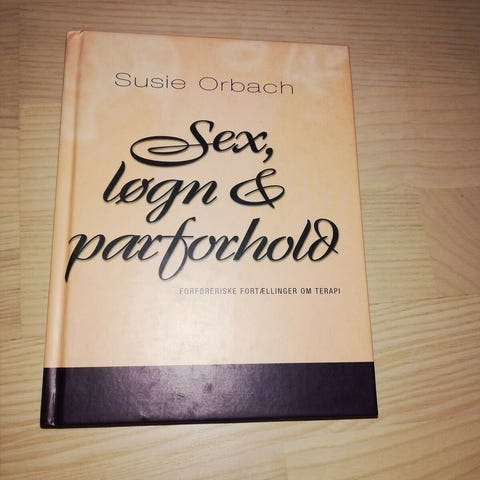 Susie Orbach
Sex,
løgn &
parforhold
FORFØRERISKE FORTÆLLINGER OM TERAPI